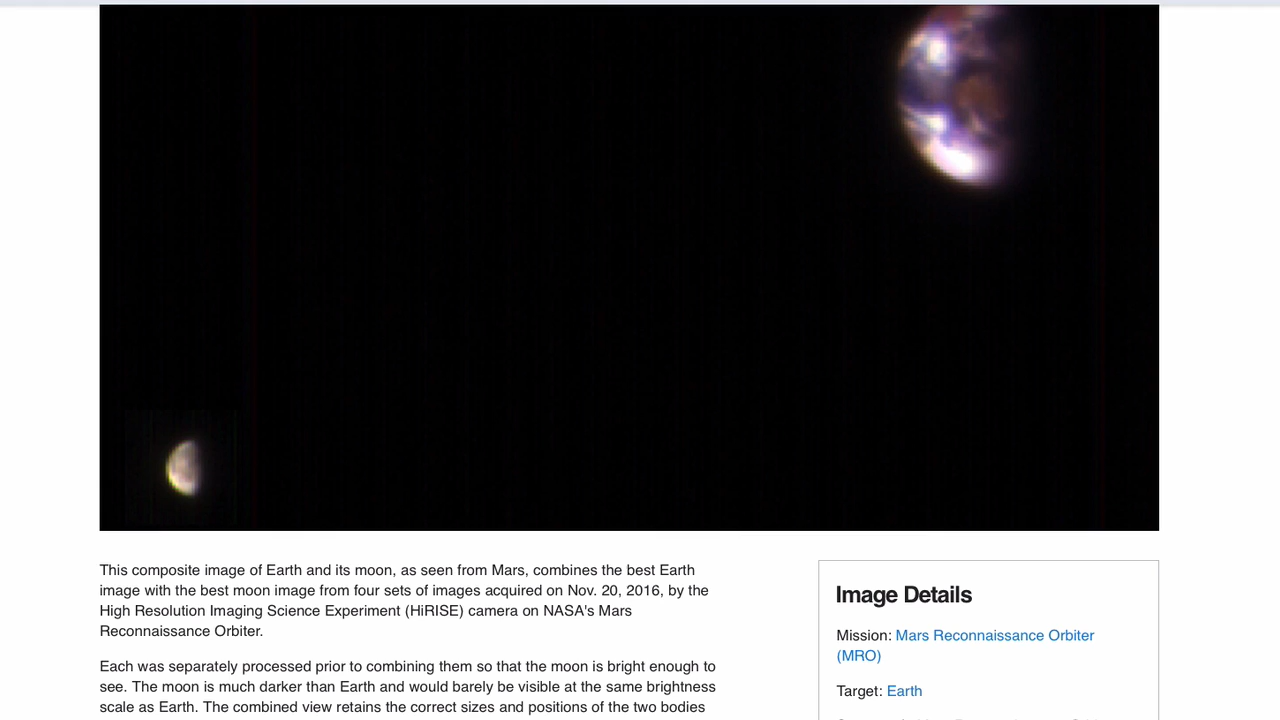 This composite image of Earth and its moon, as seen from Mars, combines the best Earth
image with the best moon image from four sets of images acquired on Nov. 20, 2016, by the
High Resolution Imaging Science Experiment (HiRISE) camera on NASA's Mars
Reconnaissance Orbiter.
Each was separately processed prior to combining them so that the moon is bright enough to
see. The moon is much darker than Earth and would barely be visible at the same brightness
scale as Earth. The combined view retains the correct sizes and positions of the two bodies
Image Details
Mission: Mars Reconnaissance Orbiter
(MRO)
Target: Earth